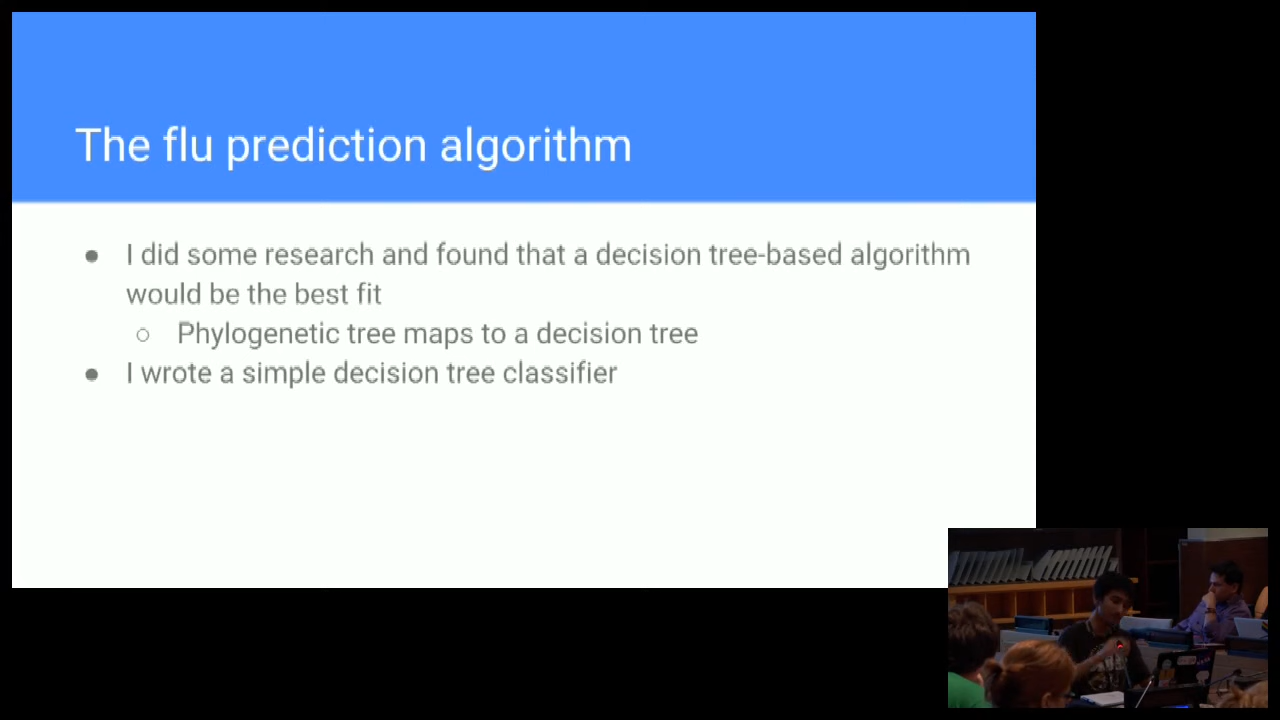 The flu prediction algorithm
● I did some research and found that a decision tree-based algorithm
would be the best fit
○ Phylogenetic tree maps to a decision tree
● I wrote a simple decision tree classifier